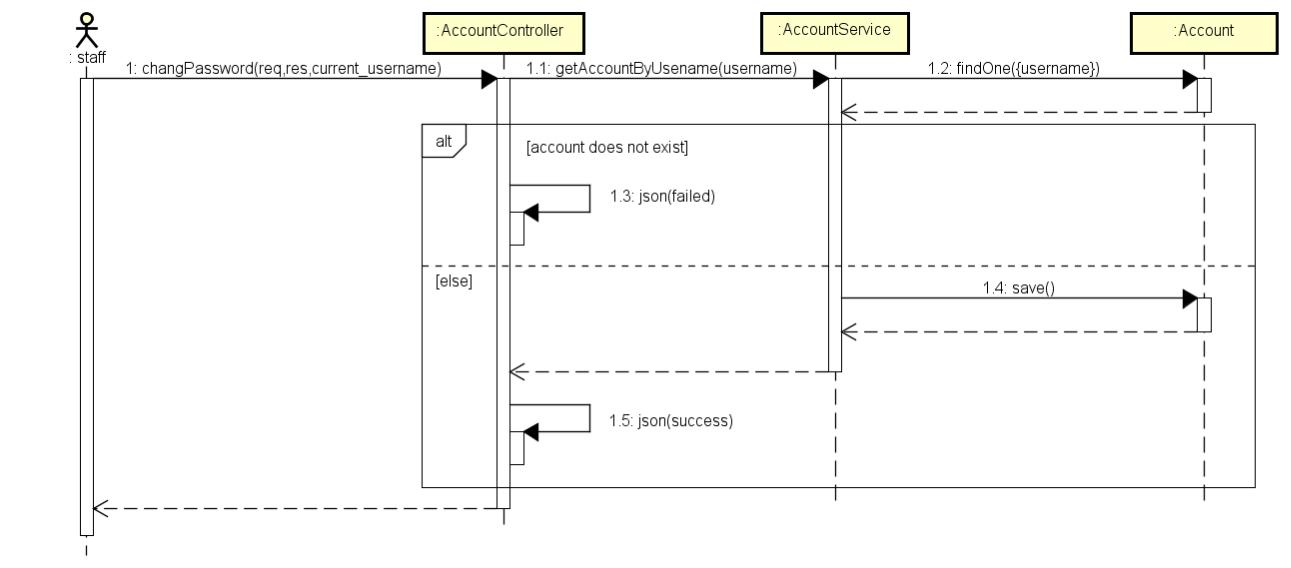 :AccountController
:AccountService
:Account
: staff
1: changPassword(req,res,current_username)
1.1: getAccountByUsename(username)
1.2: findOne({username})
alt
[account does not exist]
1.3: json(failed)
[else]
1.4: save()
1.5: json(success)